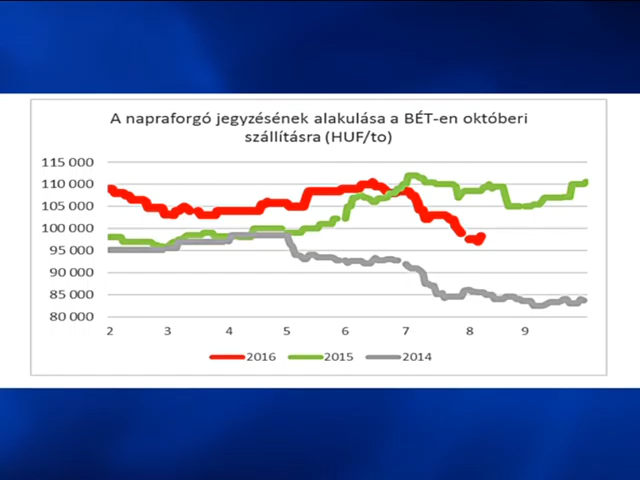 A napraforgó jegyzésének alakulása a BÉT-en októberi
szállításra (HUF/to)
115 000
110 000
105 000
100 000
95 000
90 000
85 000
80 000
2 3 4 5 6 7 8 9
2016 2015 2014